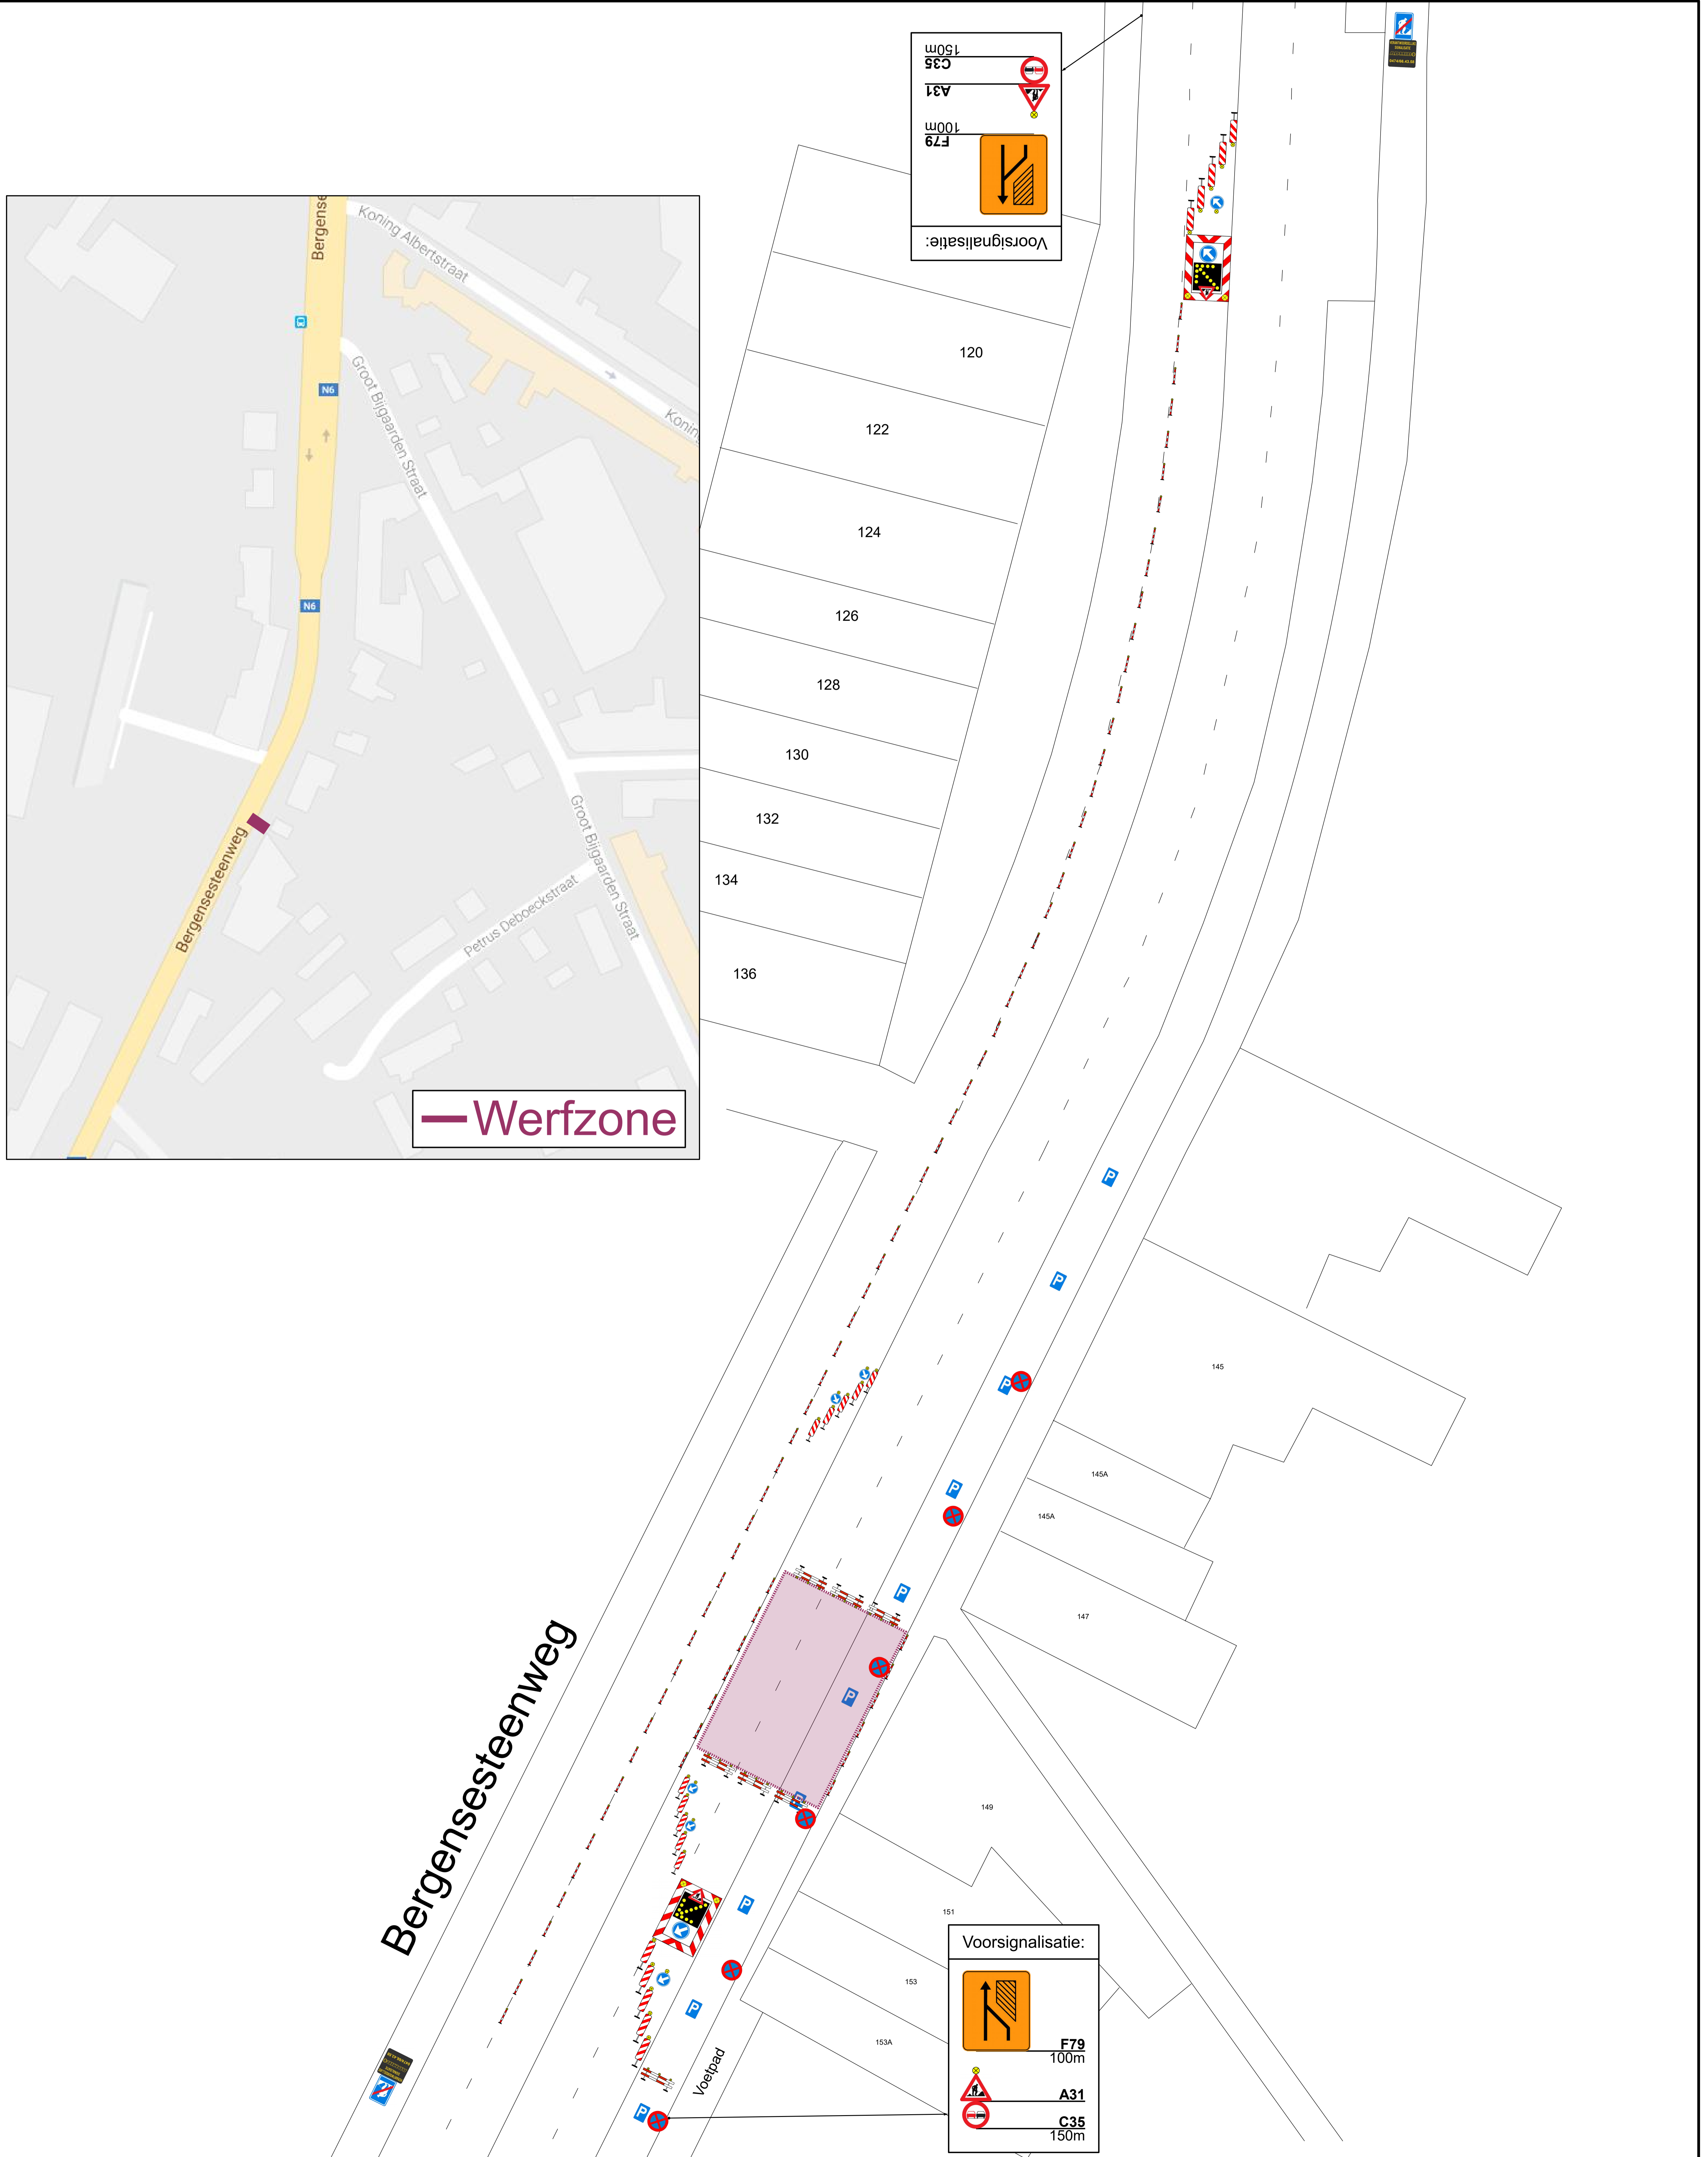 150m
C35
A31
100m
F79
Voorsignalisatie:
Bergense
Koning Albertstraat
N6
Groot Bijgaarden Straat
Koning
N6
Groot Bijgaarden Straat
Bergensesteenweg
Petrus Deboeckstraat
Werfzone
120
122
124
126
128
130
132
134
136
P
P
145
P
145A
P
145A
P
147
P
P
149
Bergensesteenweg
P
151
P
153
153A
Voetpad
P
Voorsignalisatie:
F79
100m
A31
C35
150m